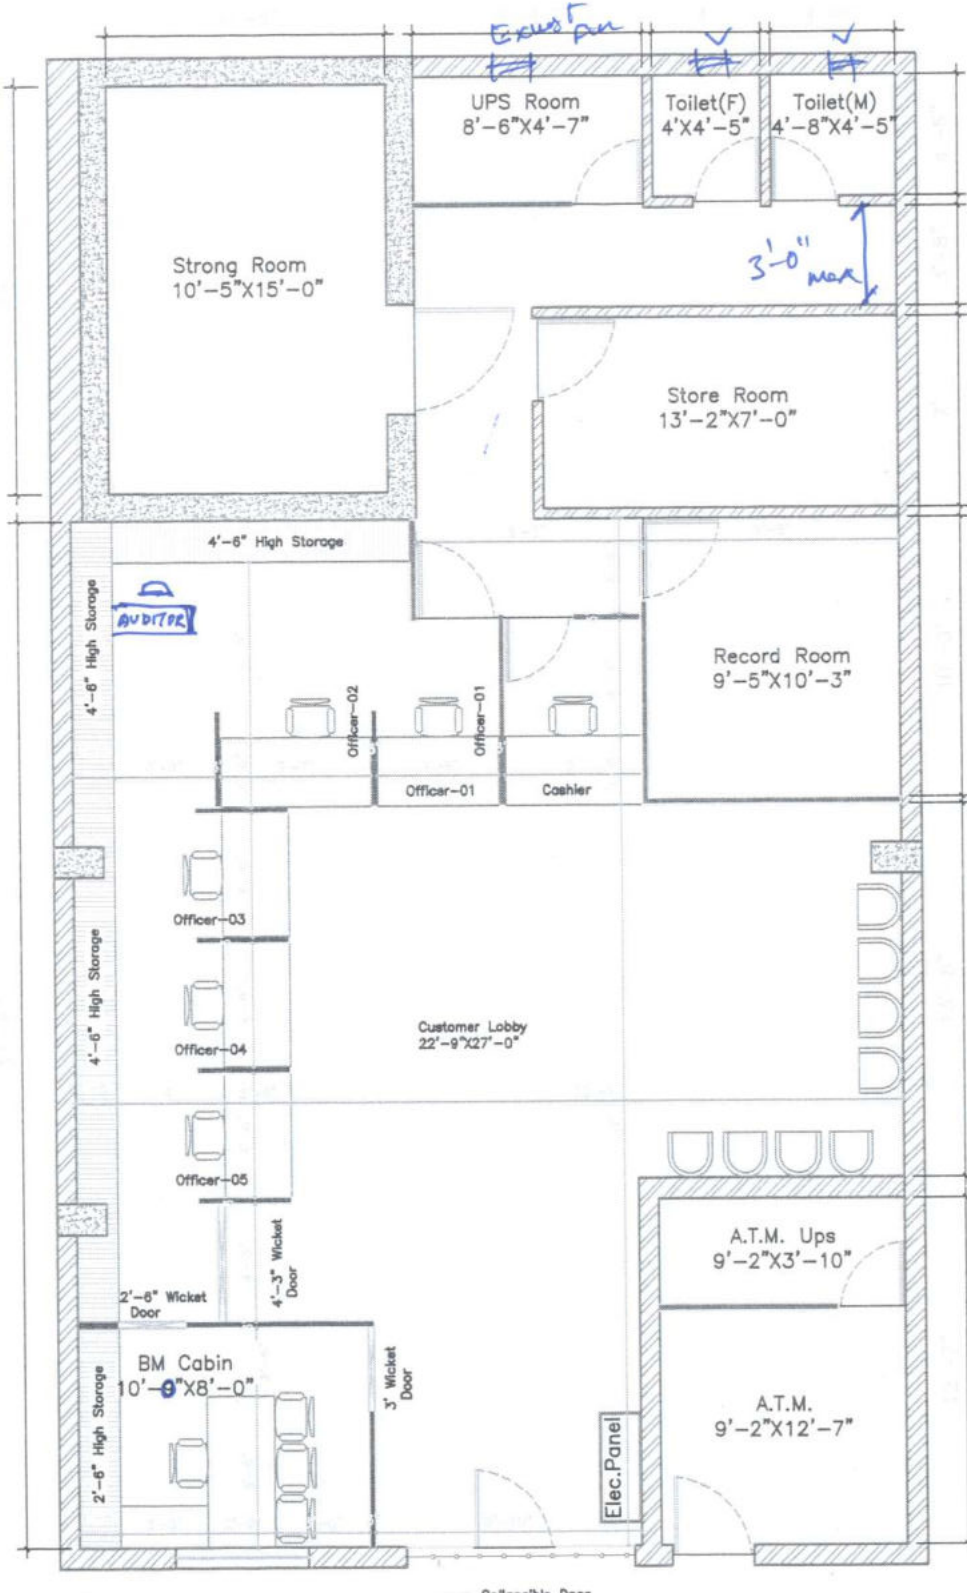 Exhaust fan
UPS Room
8'-6"X4'-7"
Toilet(F)
4'X4'-5"
Toilet(M)
4'-8"X4'-5"
3'-0"
max
Strong Room
10'-5"X15'-0"
Store Room
13'-2"X7'-0"
4'-6" High Storage
4'-6" High Storage
AUDITOR
Record Room
9'-5"X10'-3"
Officer-02
Officer-01
Officer-01
Cashier
Officer-03
4'-6" High Storage
Officer-04
Customer Lobby
22'-9"X27'-0"
Officer-05
4'-3" Wicket
Door
2'-6" Wicket
Door
A.T.M. Ups
9'-2"X3'-10"
BM Cabin
10'-0"X8'-0"
2'-6" High Storage
3' Wicket
Door
A.T.M.
9'-2"X12'-7"
Elec.Panel
Collapsible Door